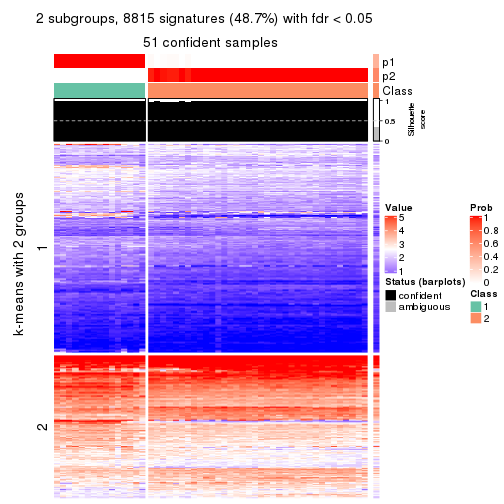 2 subgroups, 8815 signatures (48.7%) with fdr < 0.05
51 confident samples
p1
p2
Class
1
0.5
0
Silhouette
score
k-means with 2 groups
1
2
Value
5
4
3
2
1
Status (barplots)
confident
ambiguous
Prob
1
0.8
0.6
0.4
0.2
0
Class
1
2